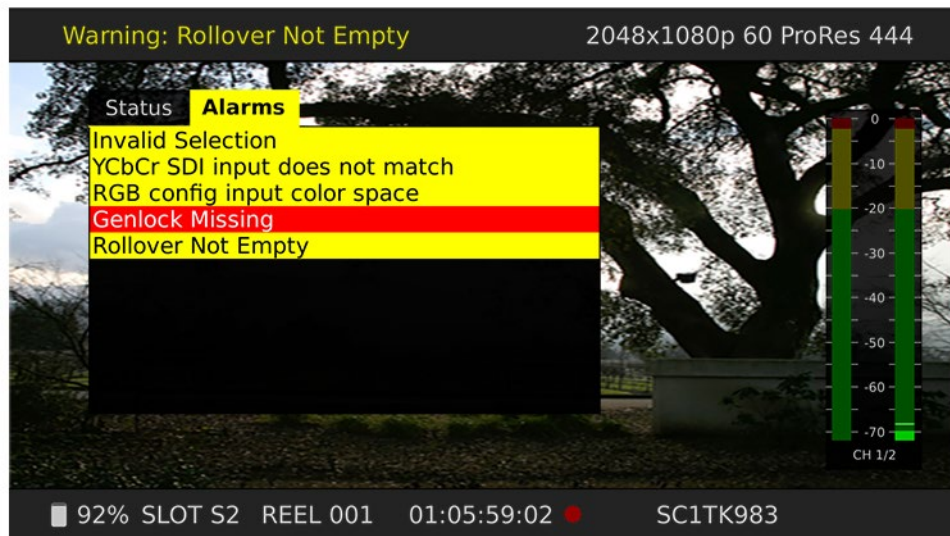 Warning: Rollover Not Empty 2048x1080p 60 ProRes 444
Status Alarms
Invalid Selection
YCbCr SDI input does not match
RGB config input color space
Genlock Missing
Rollover Not Empty
0
-10
-20
-30
-40
-50
-60
-70
CH 1/2
92% SLOT S2 REEL 001 01:05:59:02 SC1TK983